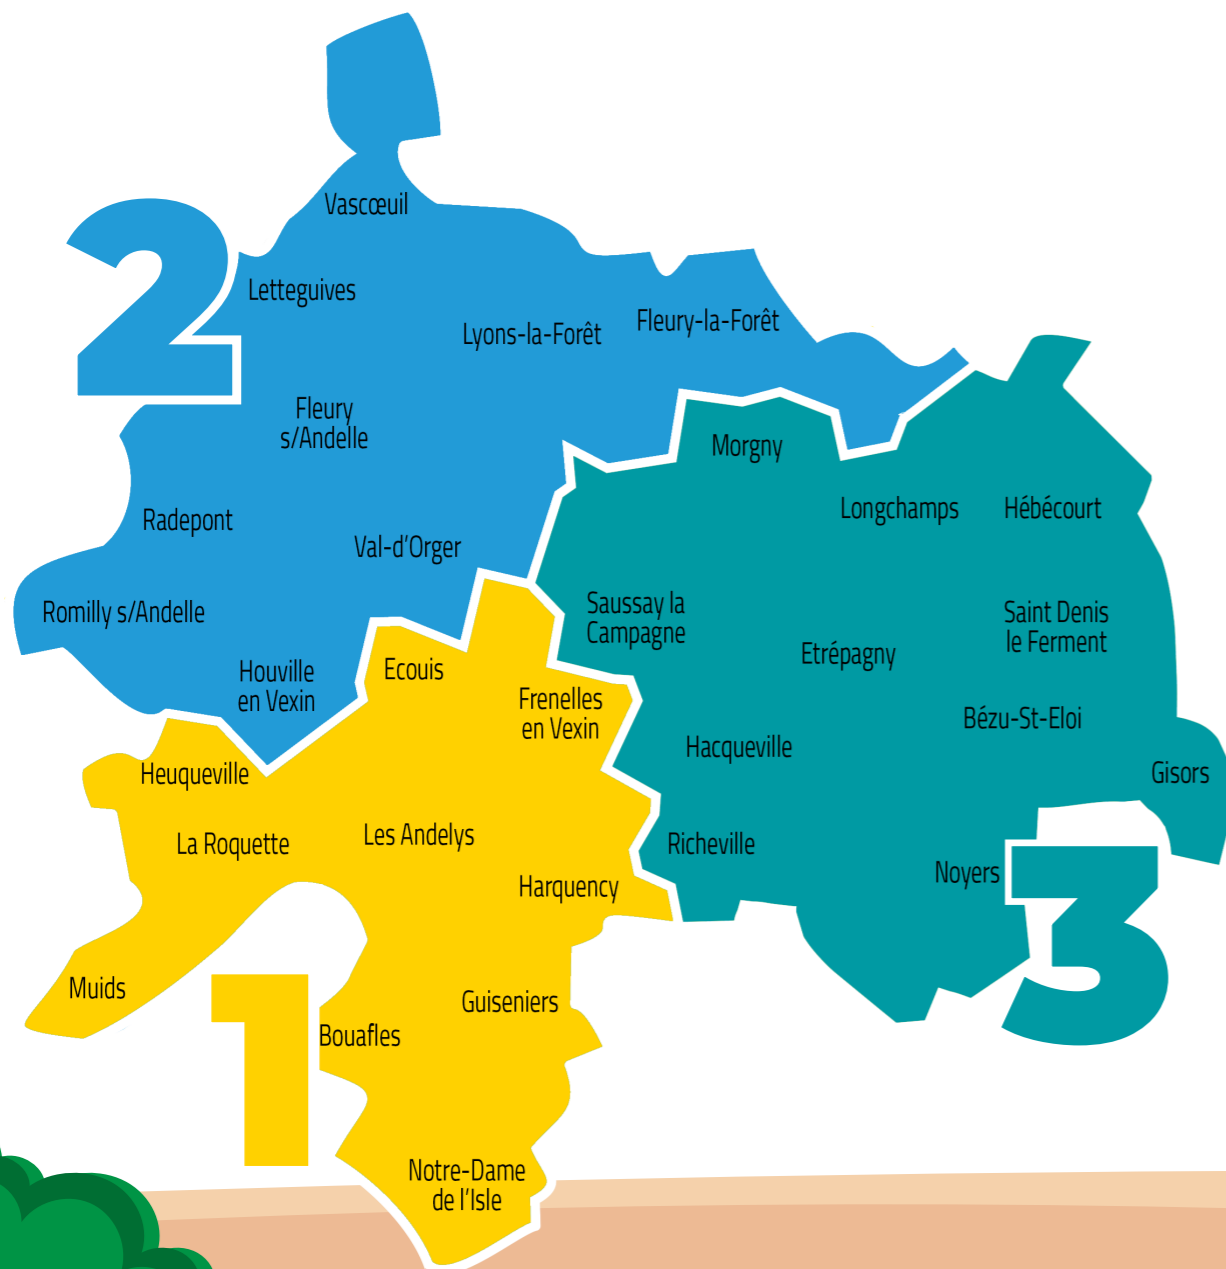 2
Vascœuil
Letteguives
Lyons-la-Forêt
Fleury-la-Forêt
Fleury
s/Andelle
Radepont
Val-d'Orger
Romilly s/Andelle
Houville
en Vexin
Morgny
Longchamps
Hébécourt
Saussay la
Campagne
Etrépagny
Saint Denis
le Ferment
Bézu-St-Eloi
Hacqueville
Gisors
Richeville
Noyers
3
Ecouis
Frenelles
en Vexin
Heuqueville
La Roquette
Les Andelys
Harquency
Muids
1
Guiseniers
Bouafles
Notre-Dame
de l'Isle